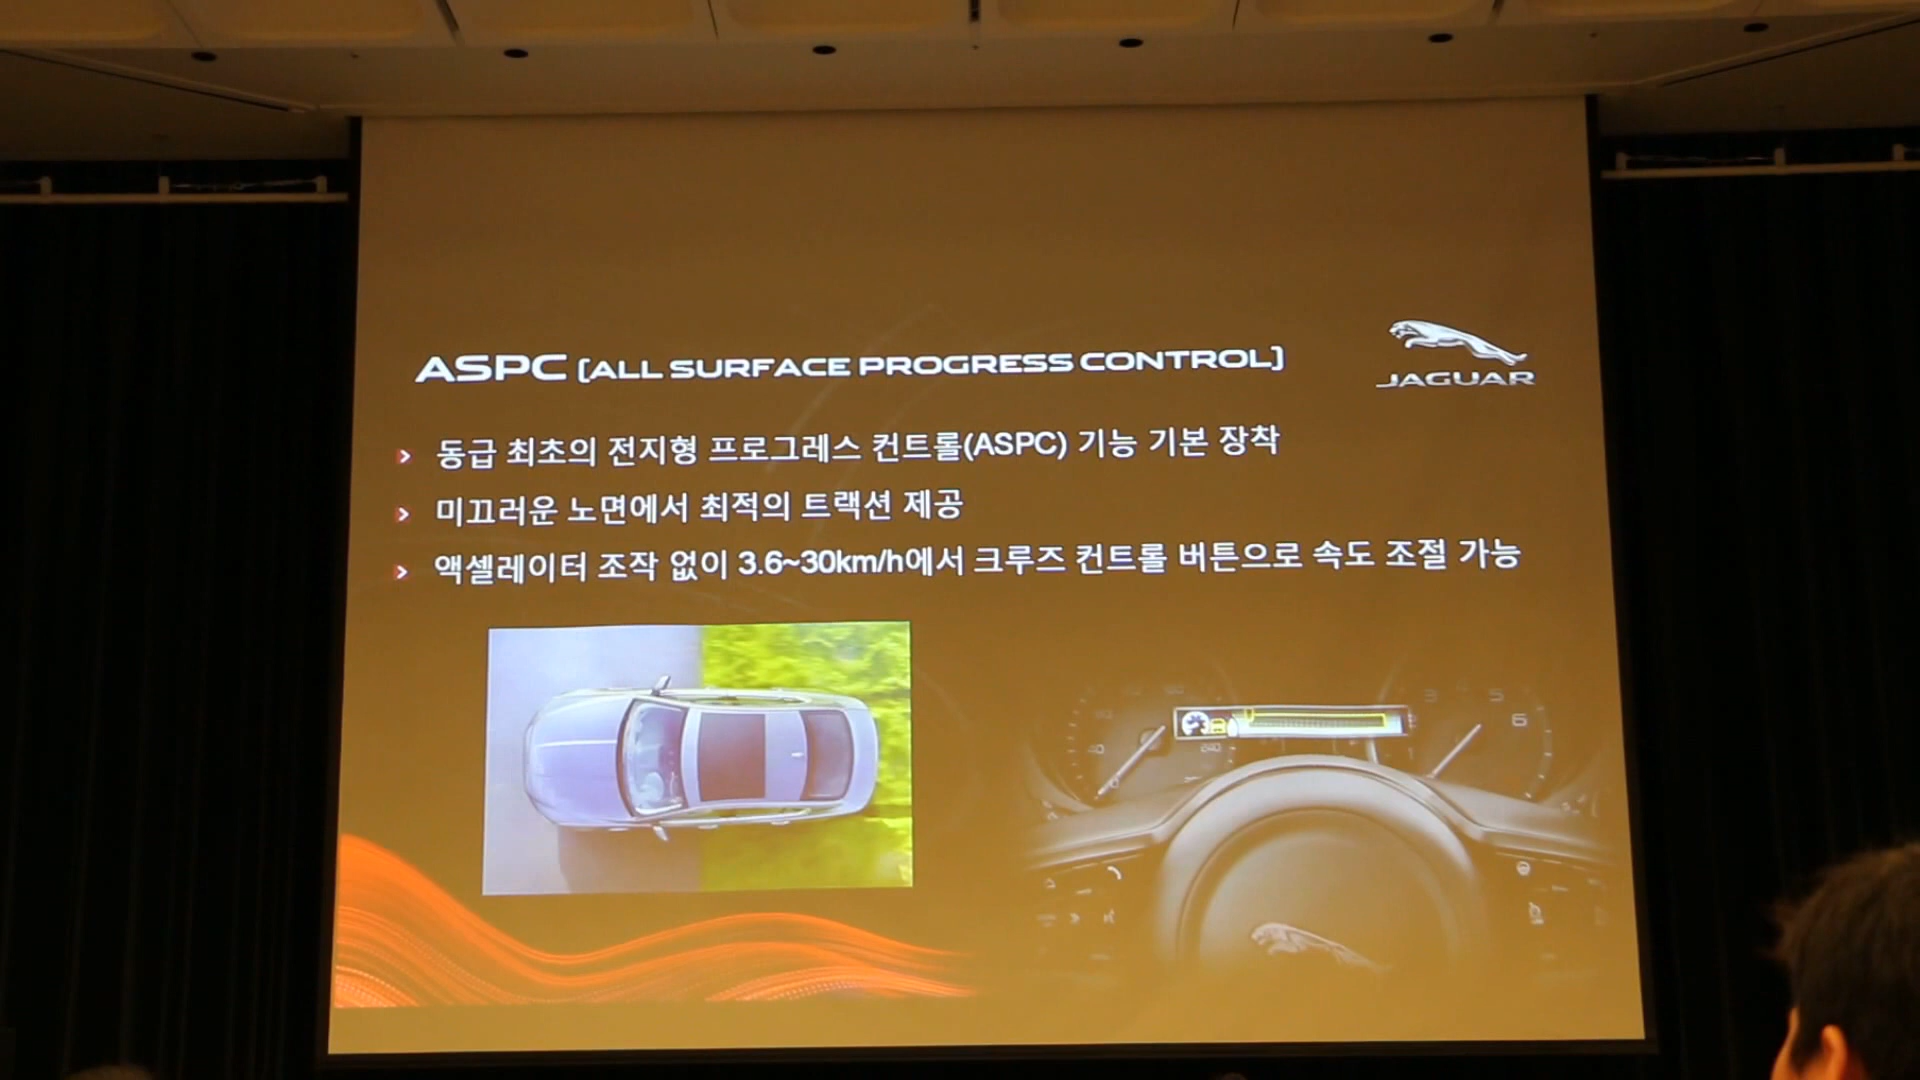 ASPC [ALL SURFACE PROGRESS CONTROL]
JAGUAR
동급 최초의 전지형 프로그레스 컨트롤(ASPC) 기능 기본 장착
미끄러운 노면에서 최적의 트랙션 제공
액셀레이터 조작 없이 3.6~30km/h에서 크루즈 컨트롤 버튼으로 속도 조절 가능
5
6
40
240